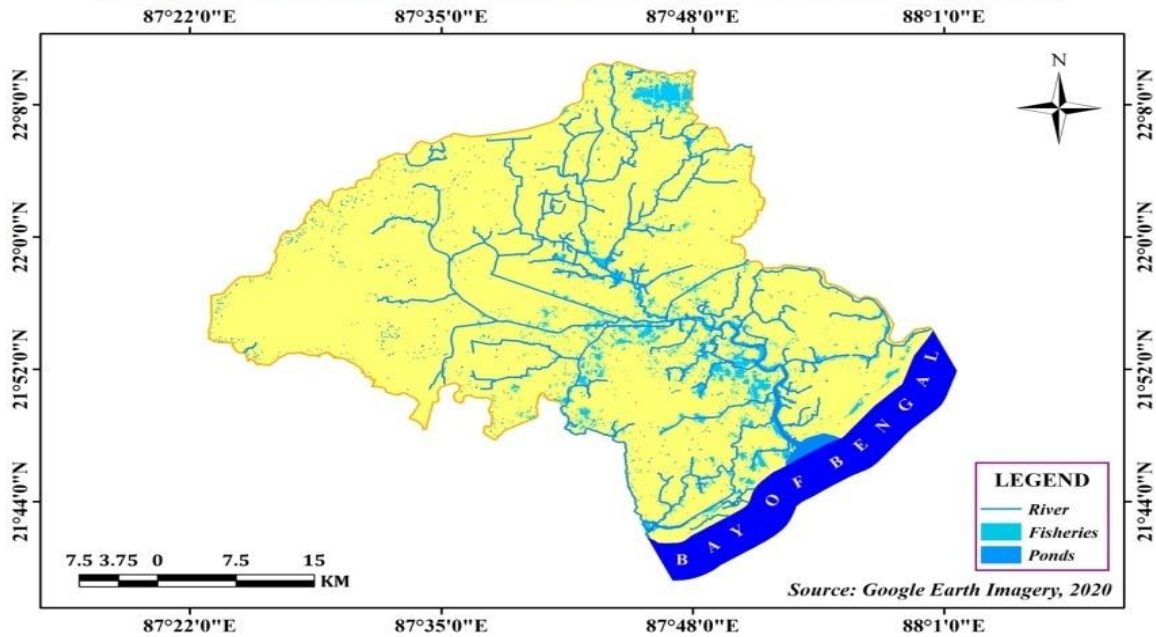 87°22'0"E 87°35'0"E 87°48'0"E 88°1'0"E
N
22°8'0"N 22°8'0"N
22°0'0"N 22°0'0"N
21°52'0"N 21°52'0"N
21°44'0"N 21°44'0"N
BAY OF BENGAL
LEGEND
River
Fisheries
Ponds
7.5 3.75 0 7.5 15
KM
Source: Google Earth Imagery, 2020
87°22'0"E 87°35'0"E 87°48'0"E 88°1'0"E